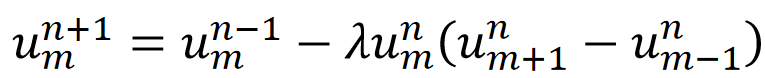 u_m^{n+1} = u_m^{n-1} − λu_m^n(u_{m+1}^n − u_{m-1}^n)